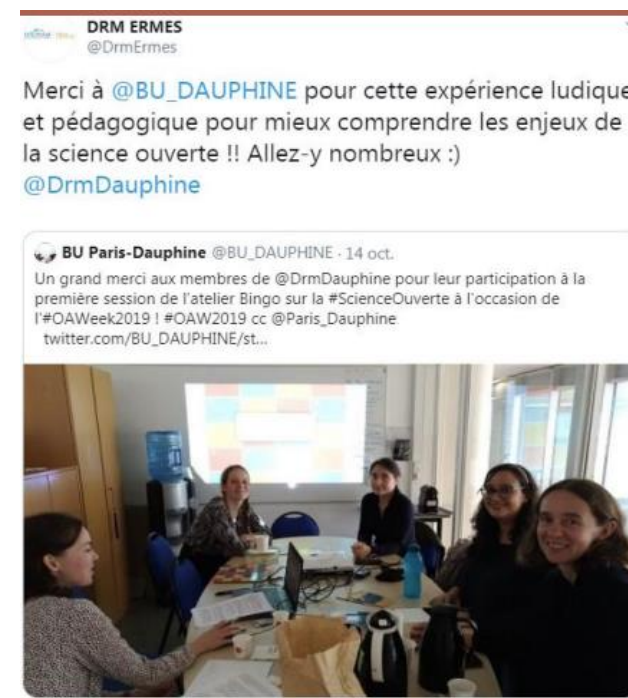 DRM ERMES
@DrmErmes
Merci à @BU_DAUPHINE pour cette expérience ludique
et pédagogique pour mieux comprendre les enjeux de
la science ouverte !! Allez-y nombreux :)
@DrmDauphine
BU Paris-Dauphine @BU_DAUPHINE · 14 oct.
Un grand merci aux membres de @DrmDauphine pour leur participation à la
première session de l'atelier Bingo sur la #ScienceOuverte à l'occasion de
l'#OAWeek2019 ! #OAW2019 cc @Paris_Dauphine
twitter.com/BU_DAUPHINE/st...